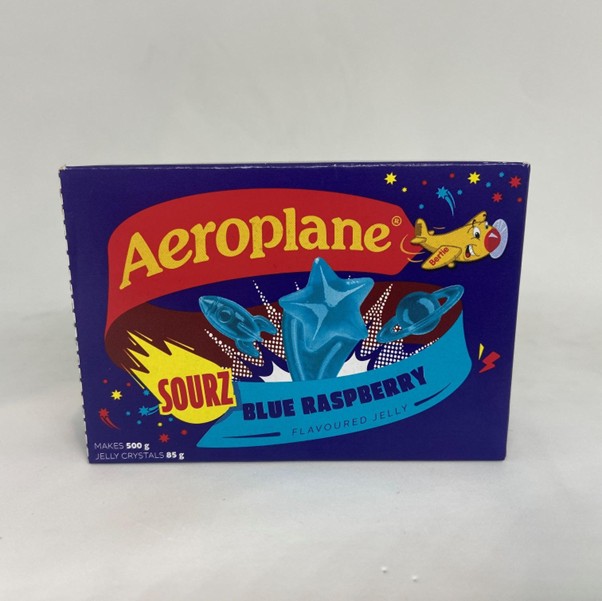 Aeroplane®
Bertie
SOURZ
BLUE RASPBERRY
FLAVOURED JELLY
MAKES 500 g
JELLY CRYSTALS 85 g